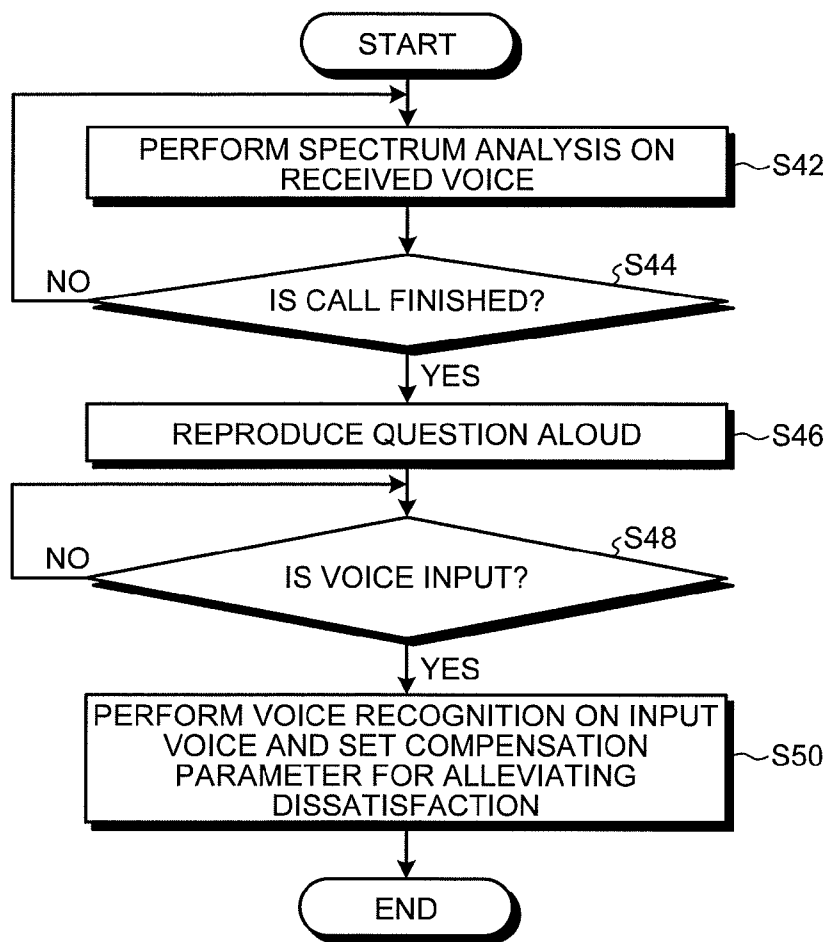 START
PERFORM SPECTRUM ANALYSIS ON
RECEIVED VOICE
S42
NO
S44
IS CALL FINISHED?
YES
REPRODUCE QUESTION ALOUD
S46
NO
S48
IS VOICE INPUT?
YES
PERFORM VOICE RECOGNITION ON INPUT
VOICE AND SET COMPENSATION
PARAMETER FOR ALLEVIATING
DISSATISFACTION
S50
END